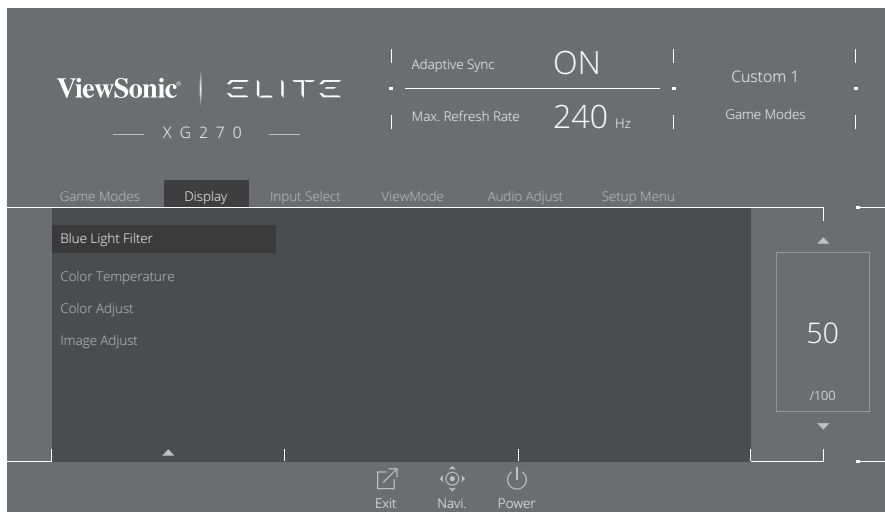 ViewSonic® ELITE
XG270
Adaptive Sync ON
Max. Refresh Rate 240 Hz
Custom 1
Game Modes
Game Modes Display Input Select ViewMode Audio Adjust Setup Menu
Blue Light Filter
Color Temperature
Color Adjust
Image Adjust
50
/100
Exit Navi. Power